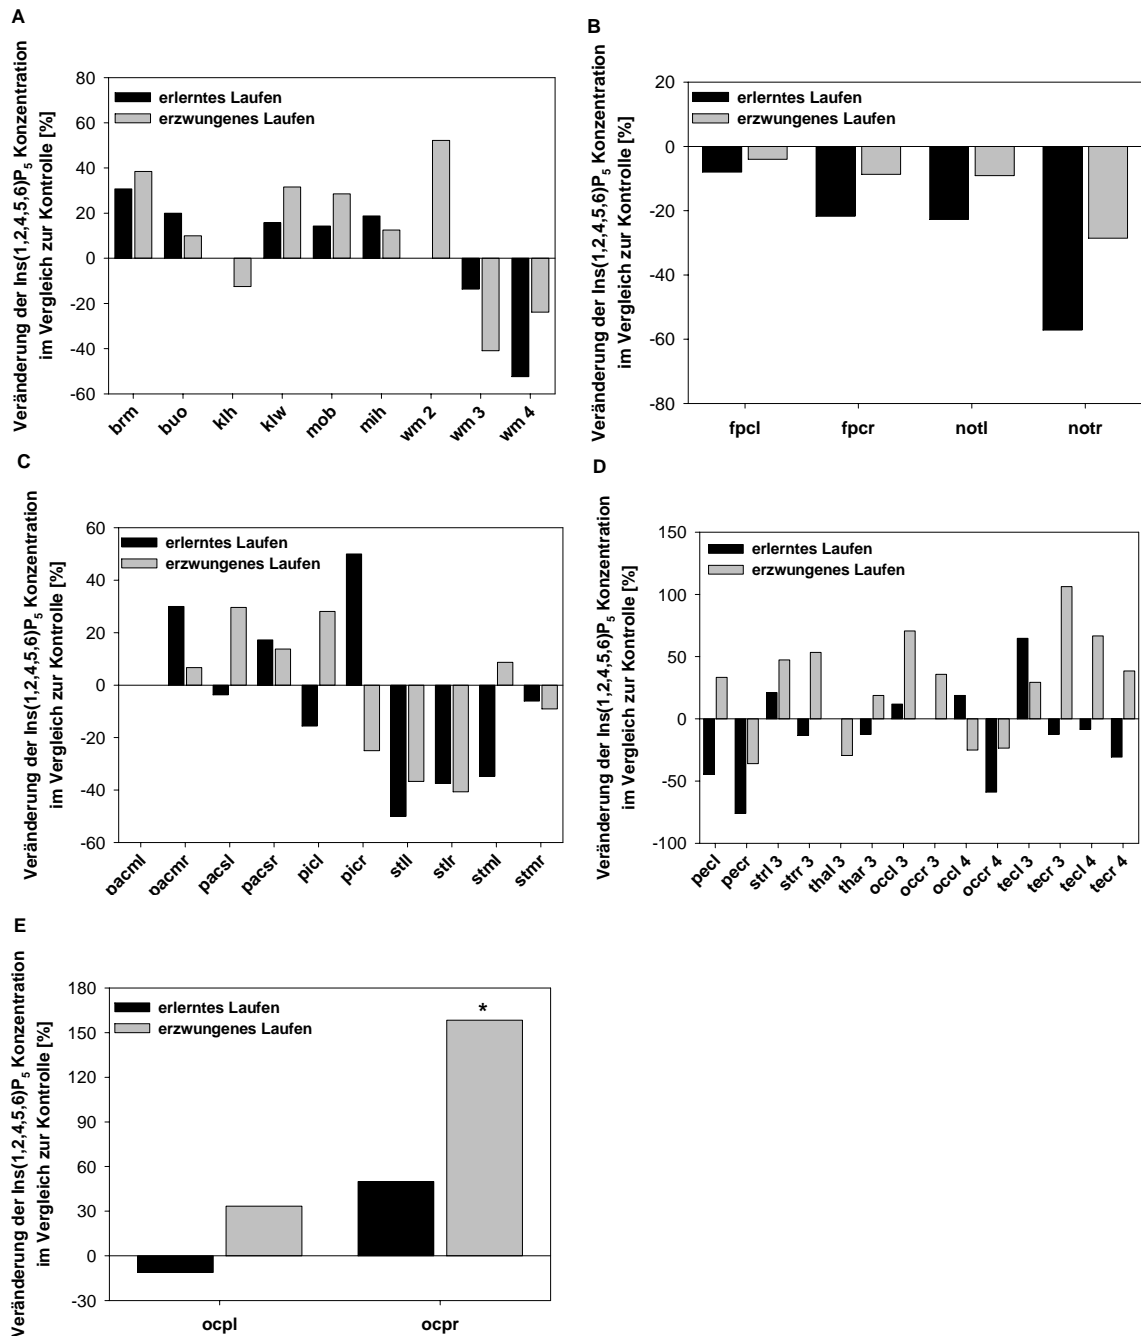 A
Veränderung der Ins(1,2,4,5,6)P5 Konzentration
im Vergleich zur Kontrolle [%]
80
60
40
20
0
-20
-40
-60
erlerntes Laufen
erzwungenes Laufen
brm
buo
klh
klw
mob
mih
wm 2
wm 3
wm 4
B
Veränderung der Ins(1,2,4,5,6)P5 Konzentration
im Vergleich zur Kontrolle [%]
20
0
-20
-40
-60
-80
erlerntes Laufen
erzwungenes Laufen
fpcl
fpcr
notl
notr
C
Veränderung der Ins(1,2,4,5,6)P5 Konzentration
im Vergleich zur Kontrolle [%]
60
40
20
0
-20
-40
-60
erlerntes Laufen
erzwungenes Laufen
pacml
pacmr
pacsl
pacsr
picl
picr
stll
stlr
stml
stmr
D
Veränderung der Ins(1,2,4,5,6)P5 Konzentration
im Vergleich zur Kontrolle [%]
150
100
50
0
-50
-100
erlerntes Laufen
erzwungenes Laufen
pecl
pecr
strl 3
strr 3
thal 3
thar 3
occl 3
occr 3
occl 4
occr 4
tecl 3
tecr 3
tecl 4
tecr 4
E
Veränderung der Ins(1,2,4,5,6)P5 Konzentration
im Vergleich zur Kontrolle [%]
180
150
120
90
60
30
0
-30
erlerntes Laufen
erzwungenes Laufen
*
ocpl
ocpr